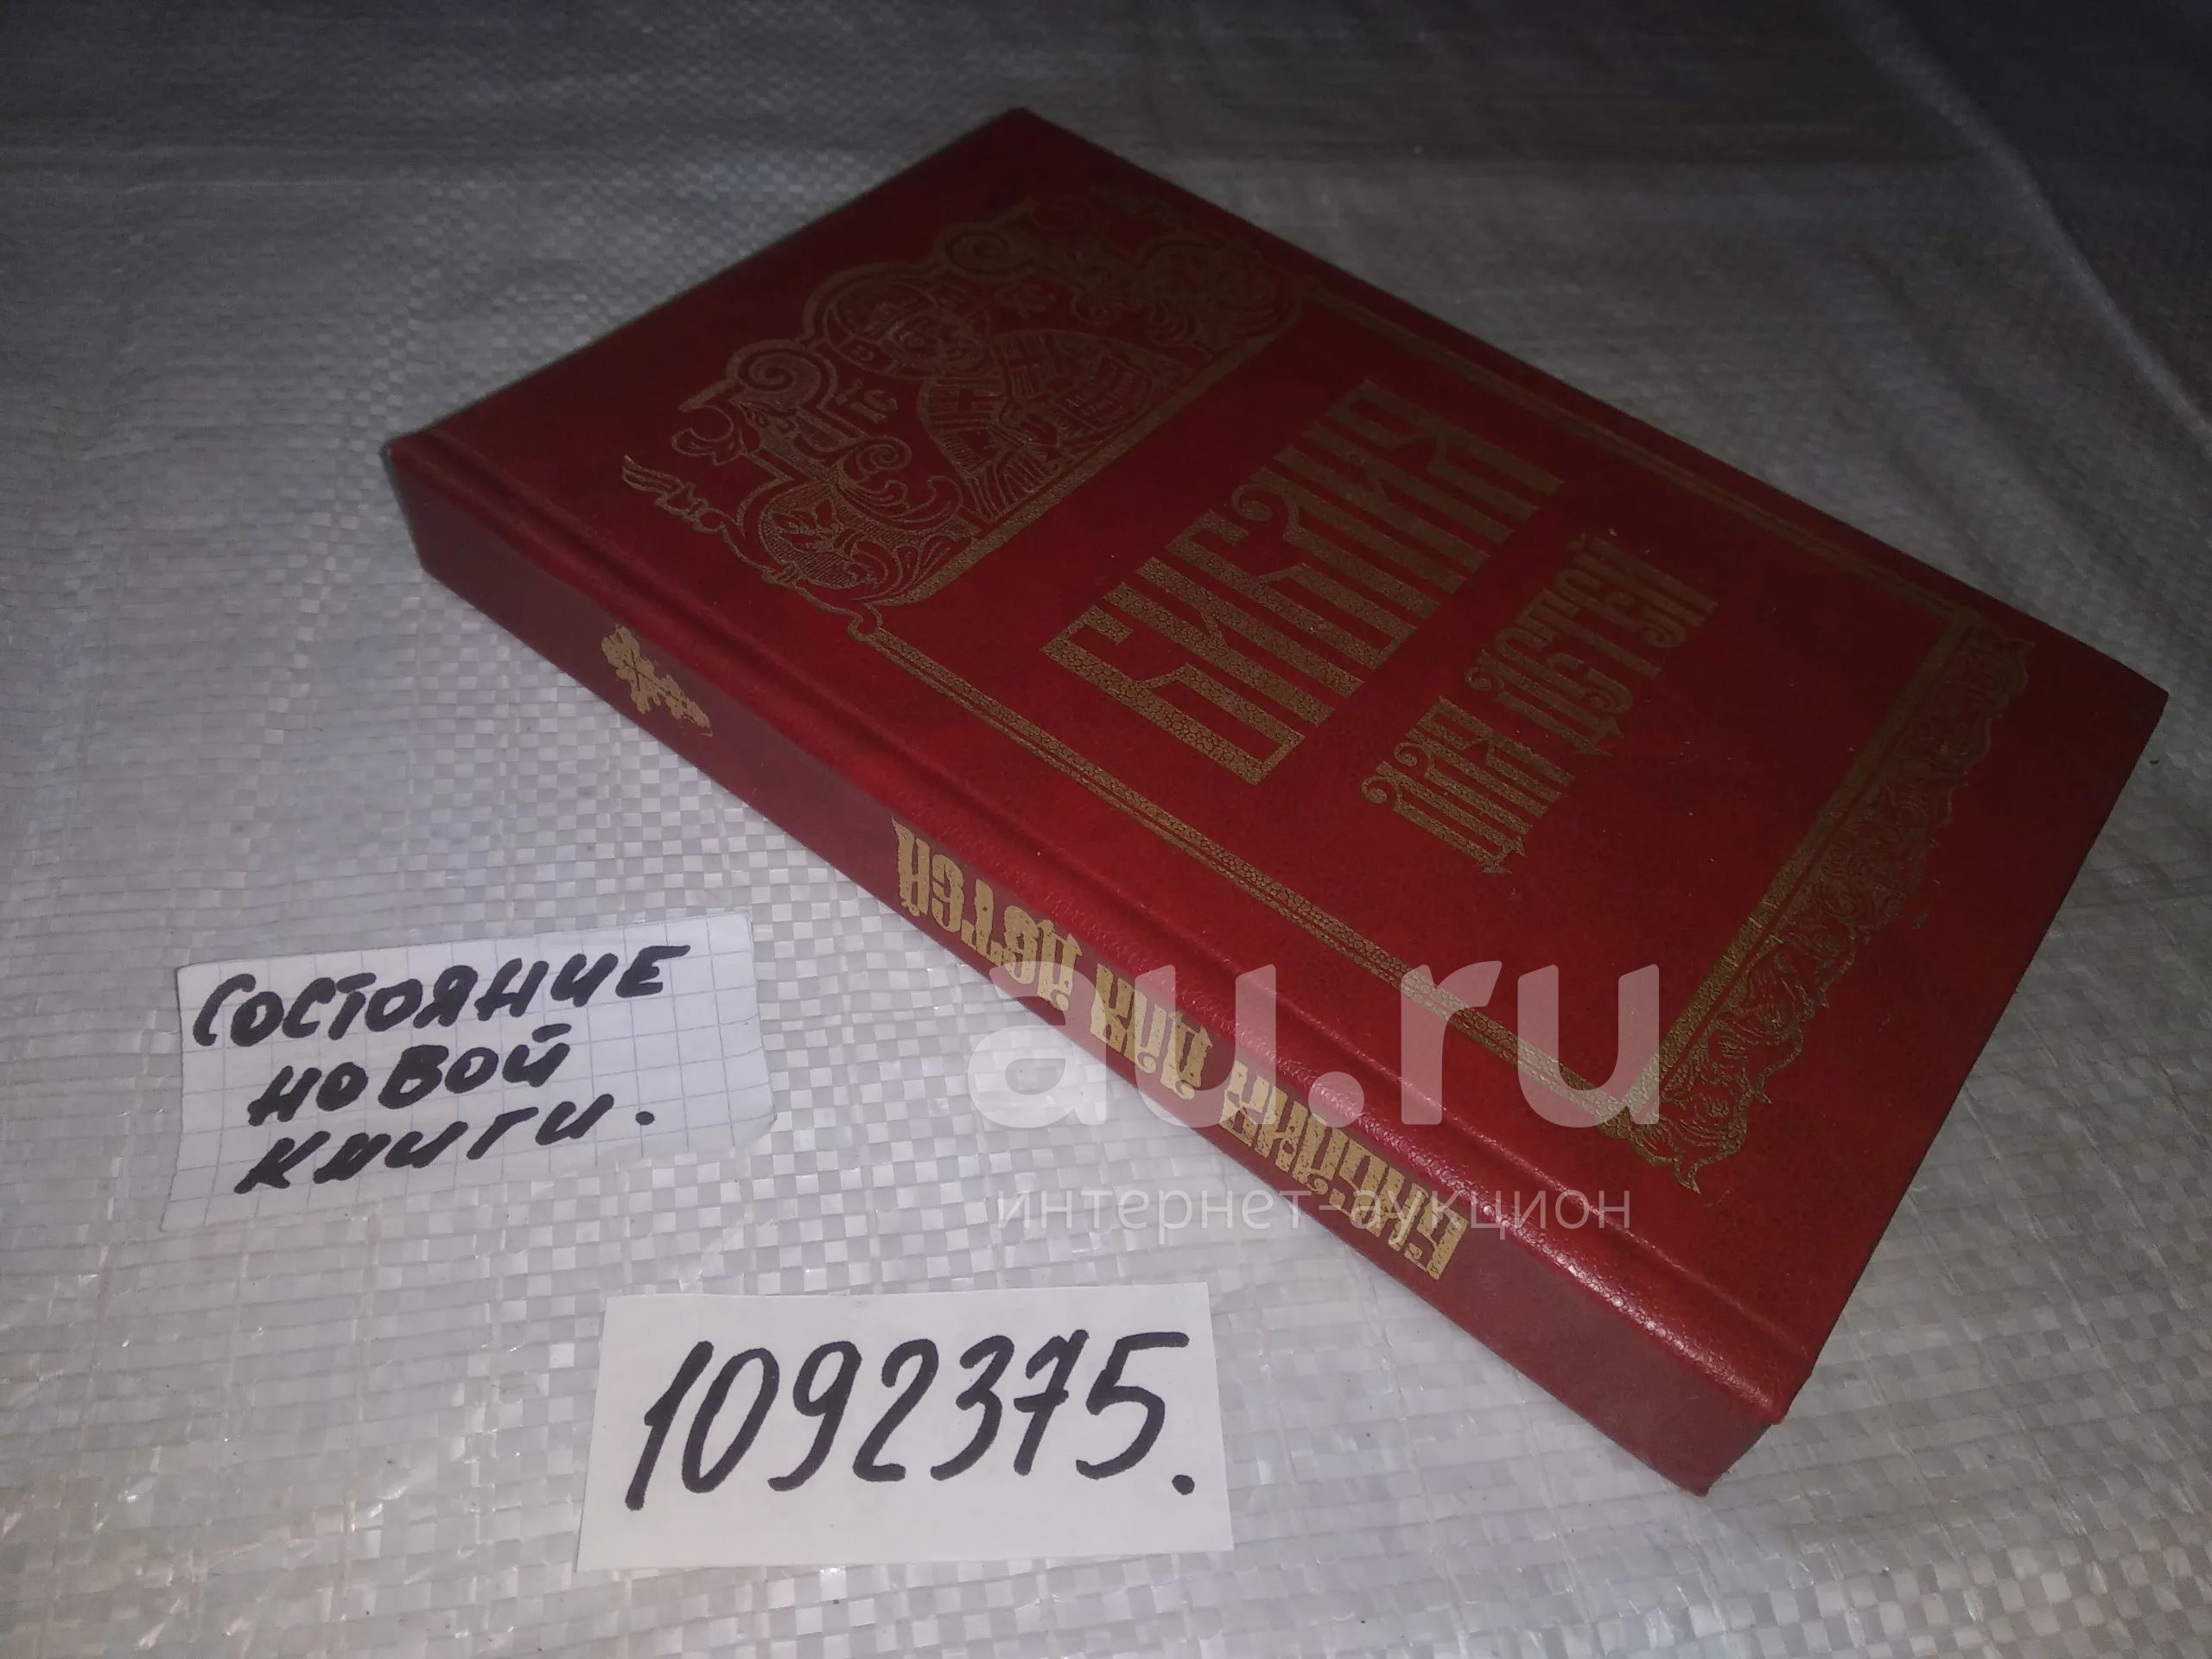 БИБЛИЯ
ДЛЯ ДЕТЕЙ
БИБЛИЯ ДЛЯ ДЕТЕЙ
СОСТОЯНИЕ
НОВОЙ
КНИГИ.
1092375.
au.ru
интернет-аукцион